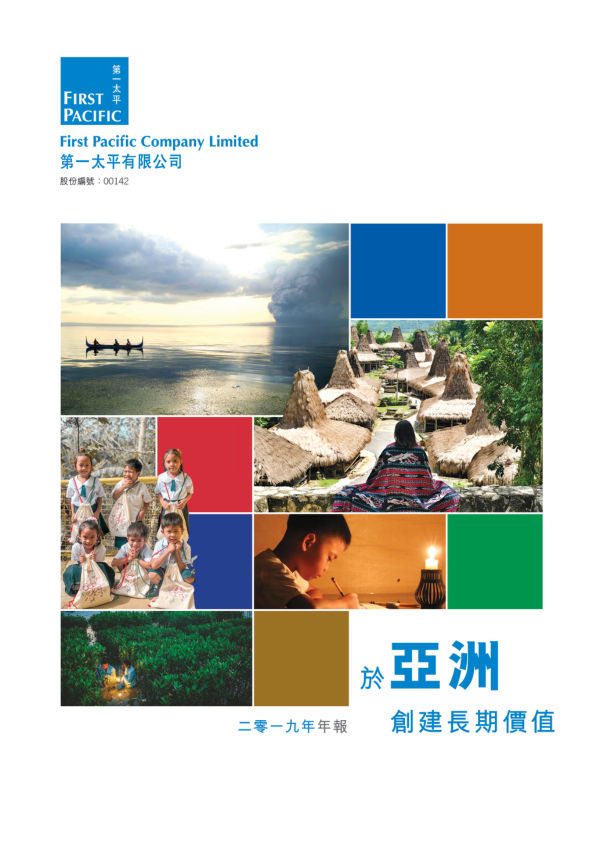 第一太平
FIRST
PACIFIC
First Pacific Company Limited
第一太平有限公司
股份編號：00142
於亞洲
創建長期價值
二零一九年年報